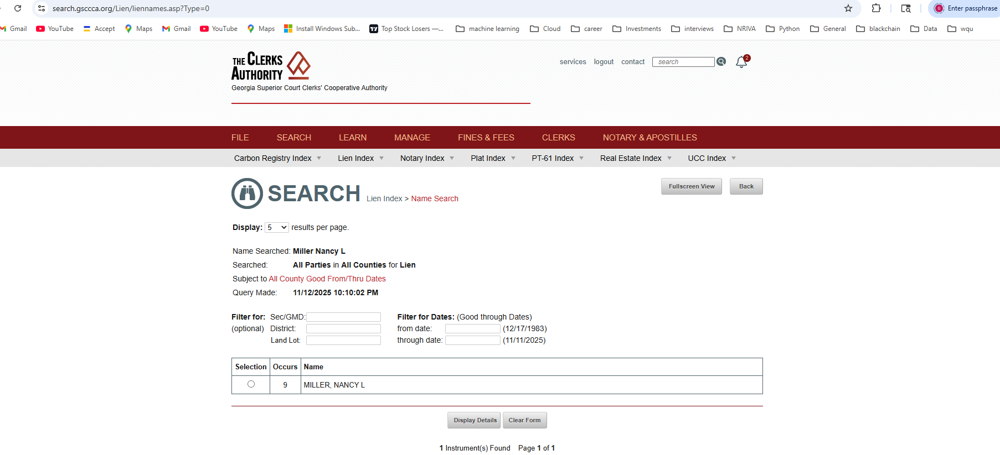 search.gsccca.org/Lien/liennames.asp?Type=0
Enter passphrase
Gmail YouTube Accept Maps Gmail YouTube Maps Install Windows Sub... Top Stock Losers —... machine learning Cloud career Investments interviews NRIVA Python General blackchain Data wqu
THE CLERKS
AUTHORITY
Georgia Superior Court Clerks' Cooperative Authority
services logout contact search 2
FILE SEARCH LEARN MANAGE FINES & FEES CLERKS NOTARY & APOSTILLES
Carbon Registry Index Lien Index Notary Index Plat Index PT-61 Index Real Estate Index UCC Index
SEARCH Lien Index > Name Search
Fullscreen View Back
Display: 5 results per page.
Name Searched: Miller Nancy L
Searched: All Parties in All Counties for Lien
Subject to All County Good From/Thru Dates
Query Made: 11/12/2025 10:10:02 PM
Filter for: Sec/GMD: Filter for Dates: (Good through Dates)
(optional) District: from date: (12/17/1983)
Land Lot: through date: (11/11/2025)
Selection Occurs Name
9 MILLER, NANCY L
Display Details Clear Form
1 Instrument(s) Found Page 1 of 1